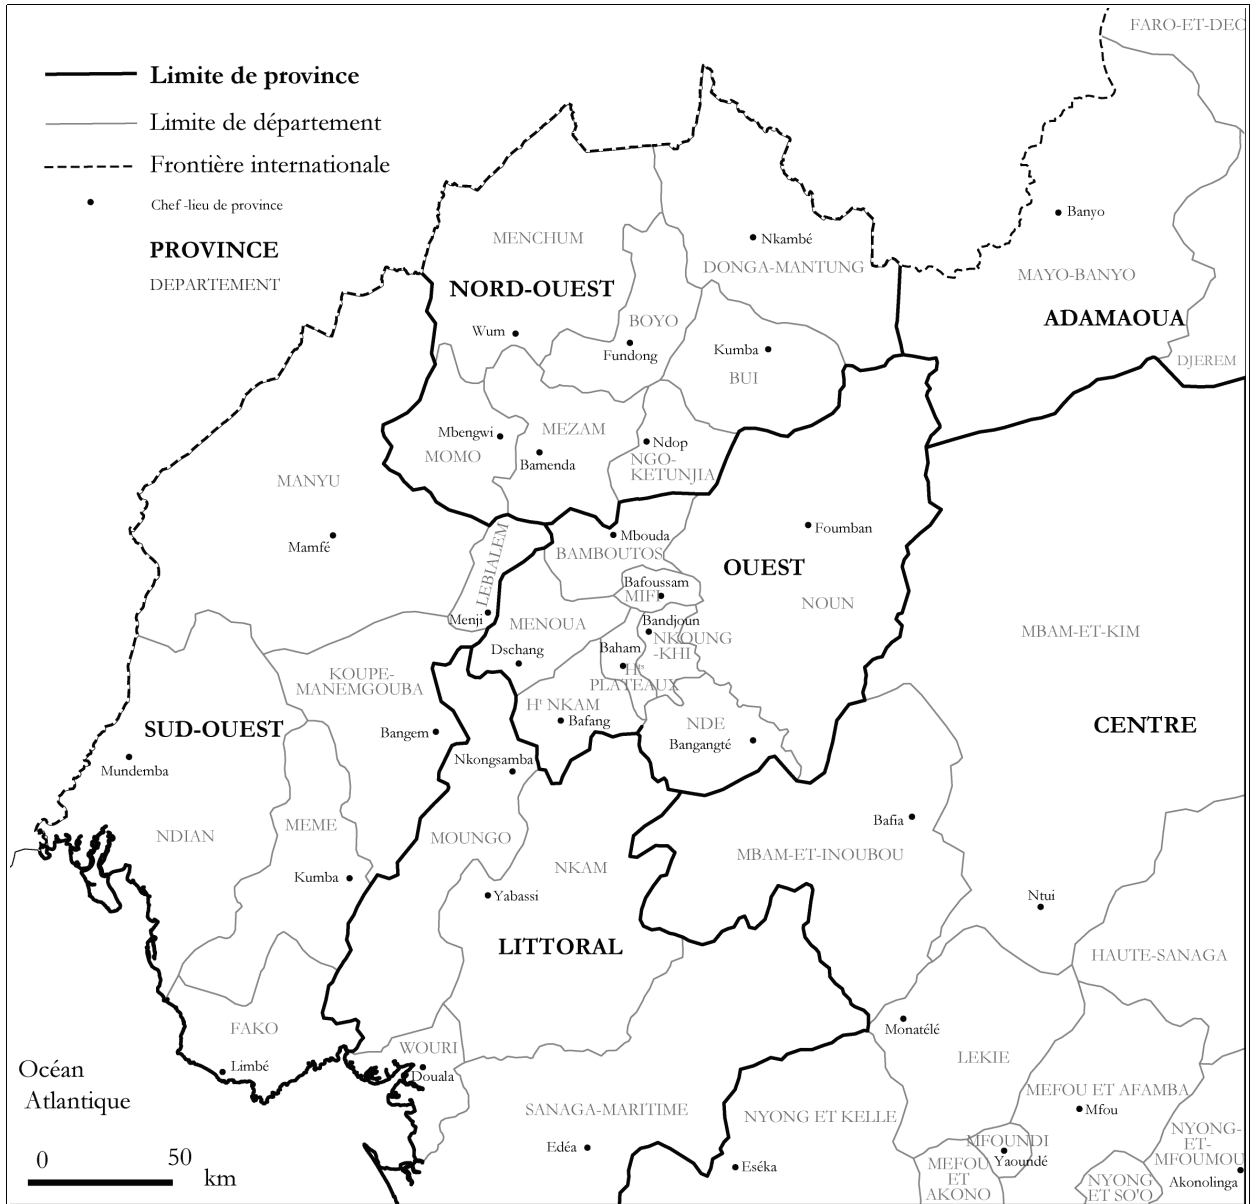 FARO-ET-DEO
Limite de province
Limite de département
Frontière internationale
Chef -lieu de province
PROVINCE
DEPARTEMENT
Banyo
MENCHUM
Nkambé
DONGA-MANTUNG
MAYO-BANYO
NORD-OUEST
ADAMAOUA
Wum
BOYO
Fundong
Kumba
BUI
DJEREM
Mbengwi
MEZAM
MOMO
Bamenda
Ndop
NGO-
KETUNJIA
MANYU
Mamfé
LEBIALEM
Menji
Mbouda
BAMBOUTOS
Foumban
OUEST
NOUN
Bafoussam
MIFI
Bandjoun
NKOUNG
-KHI
MENOUA
Dschang
Baham
Hts
PLATEAUX
Ht NKAM
Bafang
MBAM-ET-KIM
KOUPE-
MANEMGOUBA
SUD-OUEST
Bangem
NDE
Bangangté
CENTRE
Mundemba
Nkongsamba
NDIAN
MEME
MOUNGO
Bafia
MBAM-ET-INOUBOU
NKAM
Kumba
Yabassi
Ntui
LITTORAL
HAUTE-SANAGA
FAKO
Limbé
WOURI
Douala
Monatélé
LEKIE
Océan
Atlantique
MEFOU ET AFAMBA
Mfou
SANAGA-MARITIME
Edéa
NYONG ET KELLE
Eséka
MFOUNDI
Yaoundé
MEFOU
ET
AKONO
NYONG-
ET-
MFOUMOU
Akonolinga
NYONG
ET SO'O
0 50
km